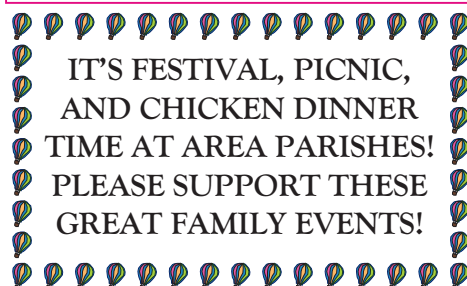 IT’S FESTIVAL, PICNIC,
AND CHICKEN DINNER
TIME AT AREA PARISHES!
PLEASE SUPPORT THESE
GREAT FAMILY EVENTS!